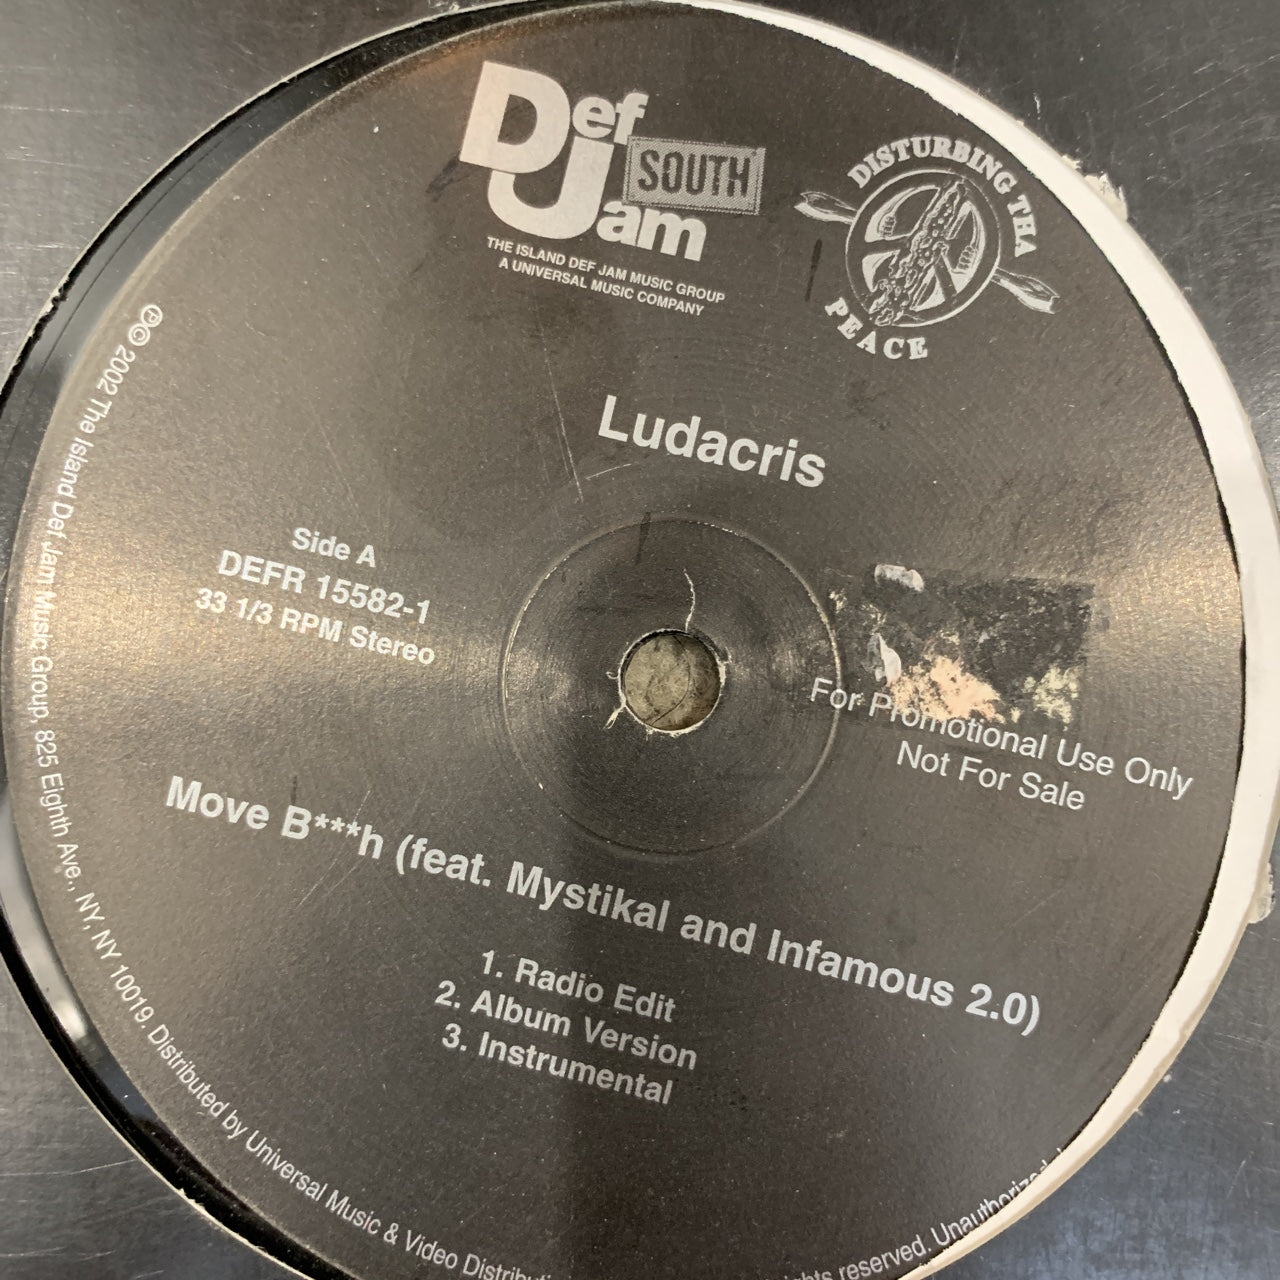 Def
Jam
SOUTH
THE ISLAND DEF JAM MUSIC GROUP
A UNIVERSAL MUSIC COMPANY
DISTURBING THA
PEACE
Ludacris
Side A
DEFR 15582-1
33 1/3 RPM Stereo
For Promotional Use Only
Not For Sale
Move B***h (feat. Mystikal and Infamous 2.0)
1. Radio Edit
2. Album Version
3. Instrumental
℗© 2002 The Island Def Jam Music Group, 825 Eighth Ave., NY, NY 10019. Distributed by Universal Music & Video reserved.